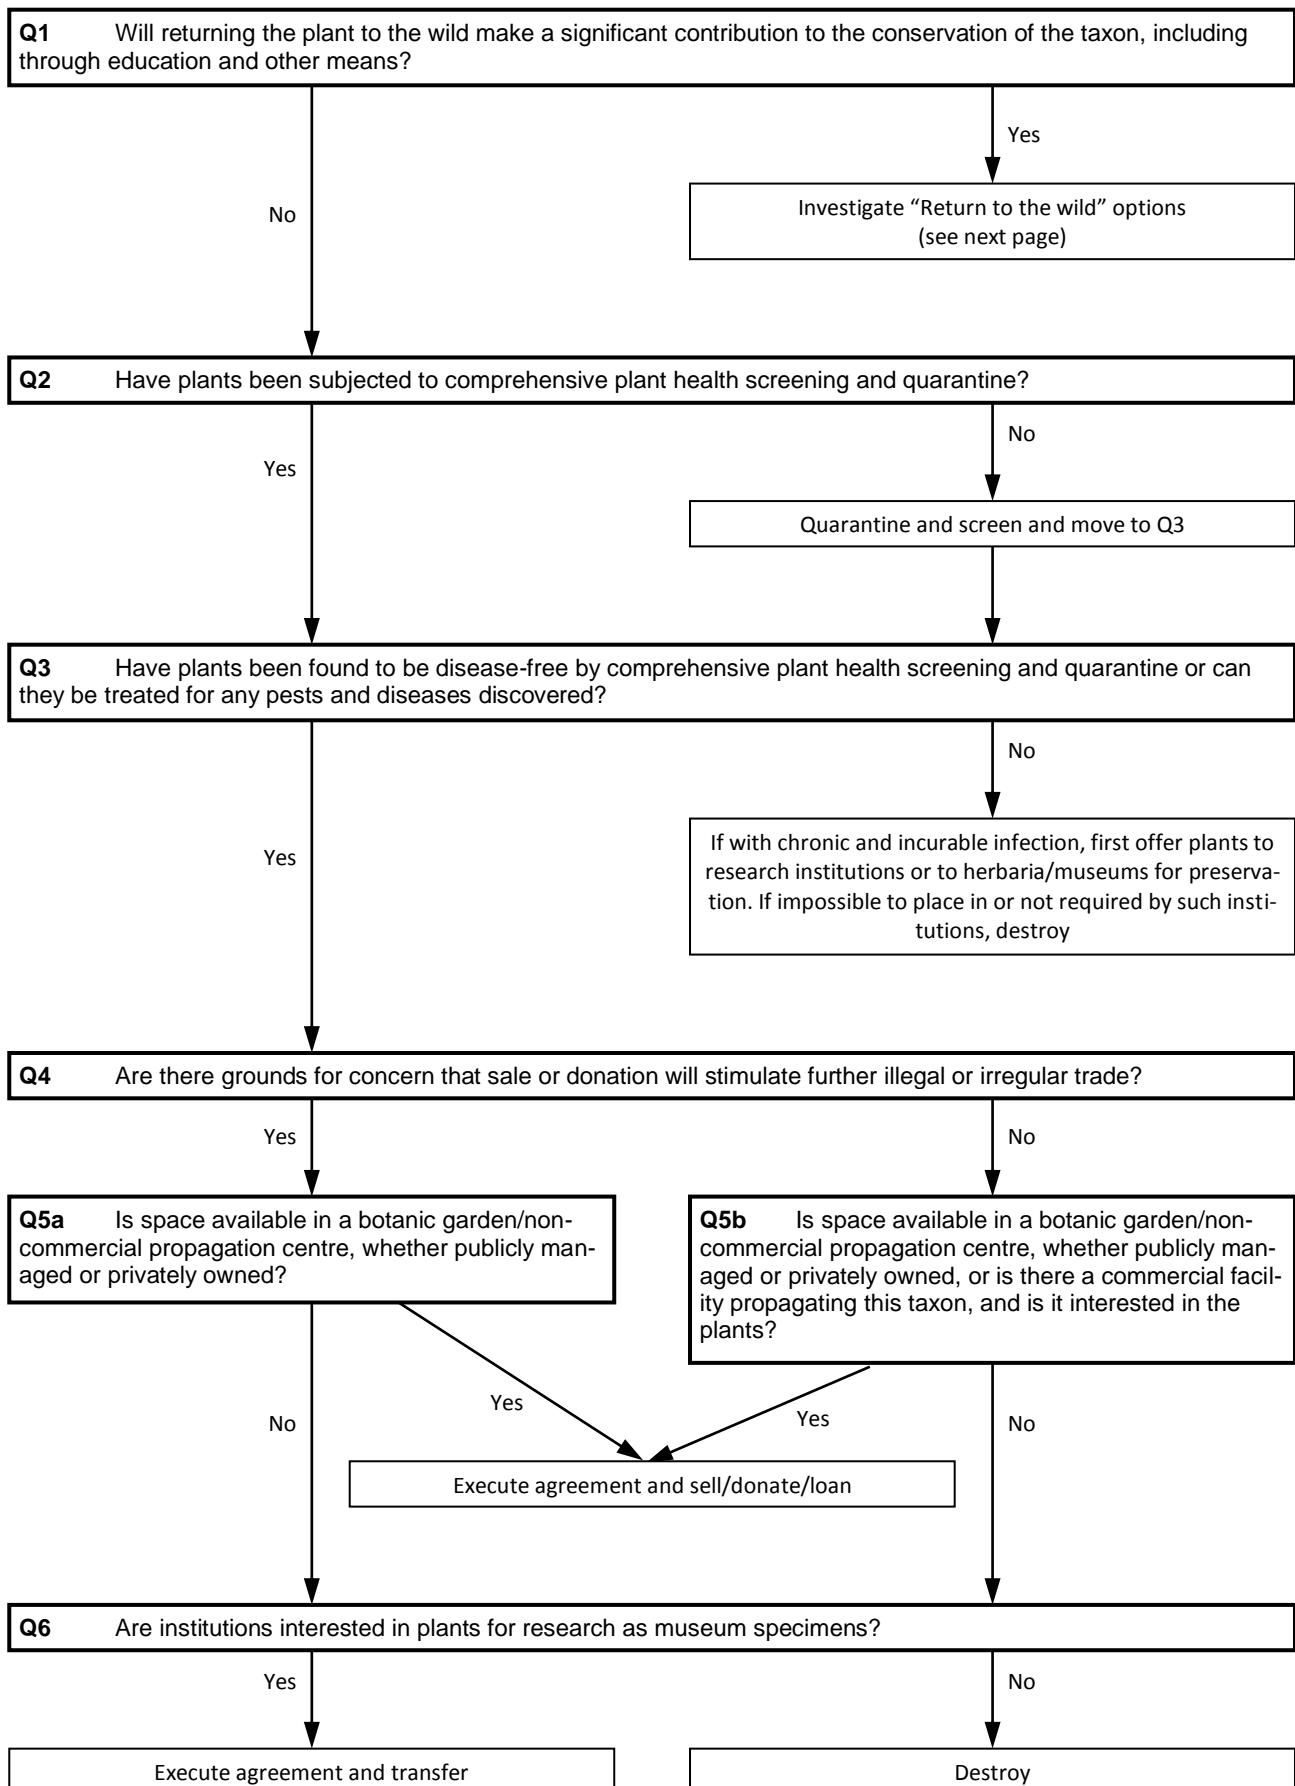 Q1 Will returning the plant to the wild make a significant contribution to the conservation of the taxon, including
through education and other means?
Yes
No
Investigate “Return to the wild” options
(see next page)
Q2 Have plants been subjected to comprehensive plant health screening and quarantine?
No
Yes
Quarantine and screen and move to Q3
Q3 Have plants been found to be disease-free by comprehensive plant health screening and quarantine or can
they be treated for any pests and diseases discovered?
No
Yes
If with chronic and incurable infection, first offer plants to
research institutions or to herbaria/museums for preserva-
tion. If impossible to place in or not required by such insti-
tutions, destroy
Q4 Are there grounds for concern that sale or donation will stimulate further illegal or irregular trade?
Yes
No
Q5a Is space available in a botanic garden/non-
commercial propagation centre, whether publicly man-
aged or privately owned?
Q5b Is space available in a botanic garden/non-
commercial propagation centre, whether publicly man-
aged or privately owned, or is there a commercial facil-
ity propagating this taxon, and is it interested in the
plants?
No
Yes
Yes
No
Execute agreement and sell/donate/loan
Q6 Are institutions interested in plants for research as museum specimens?
Yes
No
Execute agreement and transfer
Destroy